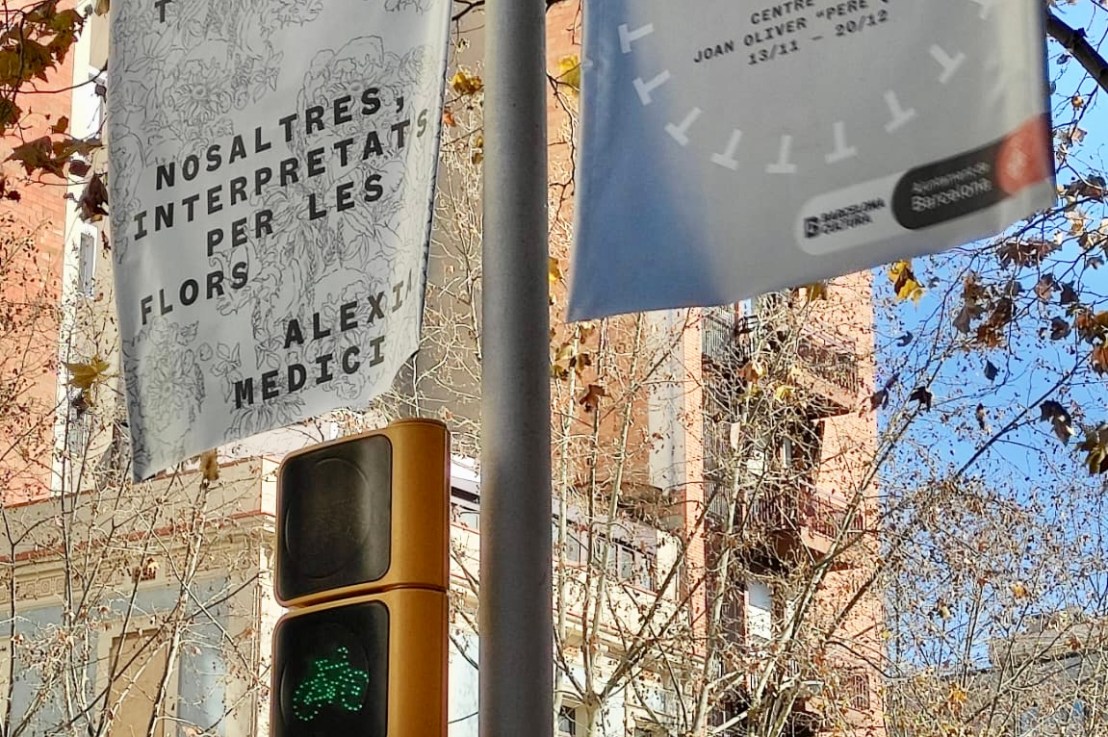 T
NOSALTRES,
INTERPRETATS
PER LES
FLORS
ALEXIA
MEDICI
CENTRE
JOAN OLIVER "PERE
13/11 – 20/12
T
T
T
T
T
T
T
T
BARCELONA
CULTURA
Ajuntament de
Barcelona